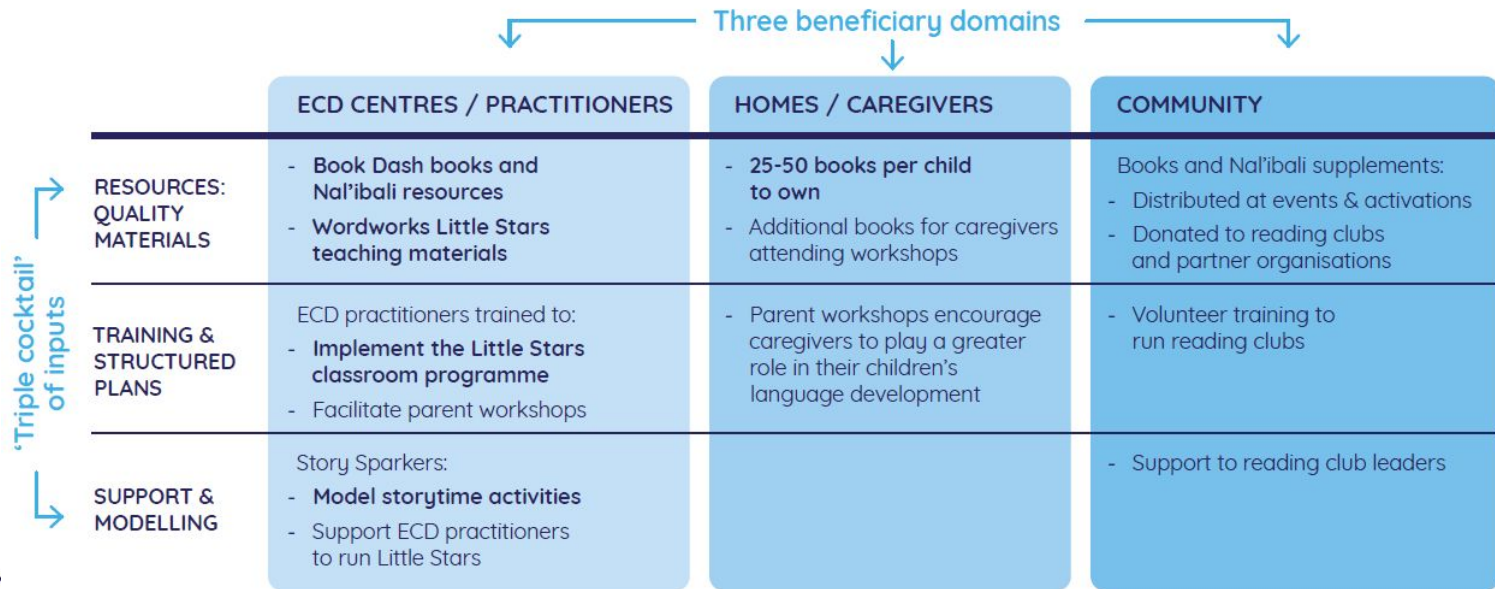 Three beneficiary domains
ECD CENTRES / PRACTITIONERS
HOMES / CAREGIVERS
COMMUNITY
'Triple cocktail'
of inputs
RESOURCES:
QUALITY
MATERIALS
- Book Dash books and
Nal'ibali resources
- Wordworks Little Stars
teaching materials
- 25-50 books per child
to own
- Additional books for caregivers
attending workshops
Books and Nal'ibali supplements:
- Distributed at events & activations
- Donated to reading clubs
and partner organisations
TRAINING &
STRUCTURED
PLANS
ECD practitioners trained to:
- Implement the Little Stars
classroom programme
- Facilitate parent workshops
- Parent workshops encourage
caregivers to play a greater
role in their children's
language development
- Volunteer training to
run reading clubs
SUPPORT &
MODELLING
Story Sparkers:
- Model storytime activities
- Support ECD practitioners
to run Little Stars
- Support to reading club leaders